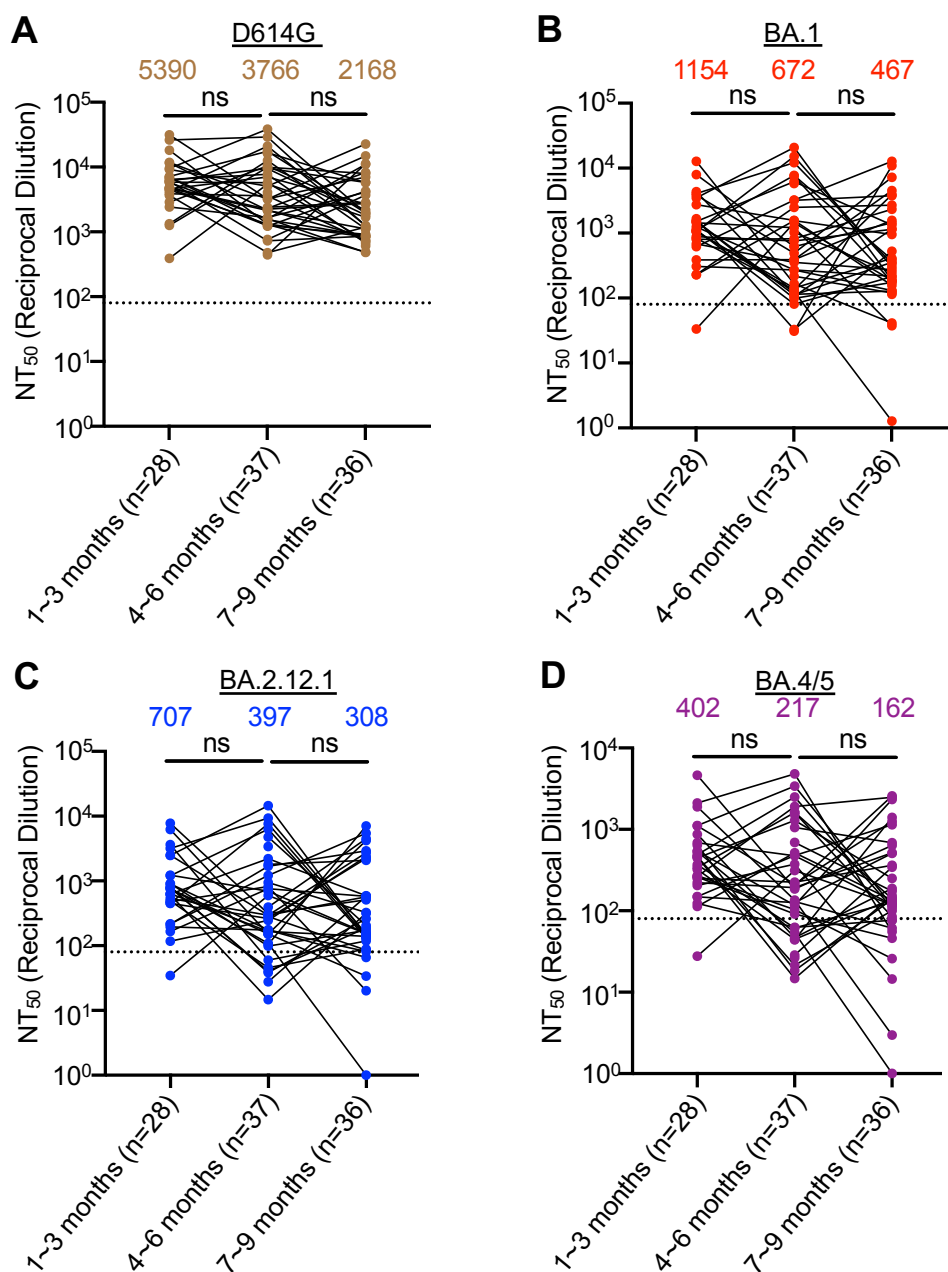 A
D614G
5390 3766 2168
ns ns
NT50 (Reciprocal Dilution)
10^5
10^4
10^3
10^2
10^1
10^0
1~3 months (n=28)
4~6 months (n=37)
7~9 months (n=36)
B
BA.1
1154 672 467
ns ns
NT50 (Reciprocal Dilution)
10^5
10^4
10^3
10^2
10^1
10^0
1~3 months (n=28)
4~6 months (n=37)
7~9 months (n=36)
C
BA.2.12.1
707 397 308
ns ns
NT50 (Reciprocal Dilution)
10^5
10^4
10^3
10^2
10^1
10^0
1~3 months (n=28)
4~6 months (n=37)
7~9 months (n=36)
D
BA.4/5
402 217 162
ns ns
NT50 (Reciprocal Dilution)
10^4
10^3
10^2
10^1
10^0
1~3 months (n=28)
4~6 months (n=37)
7~9 months (n=36)